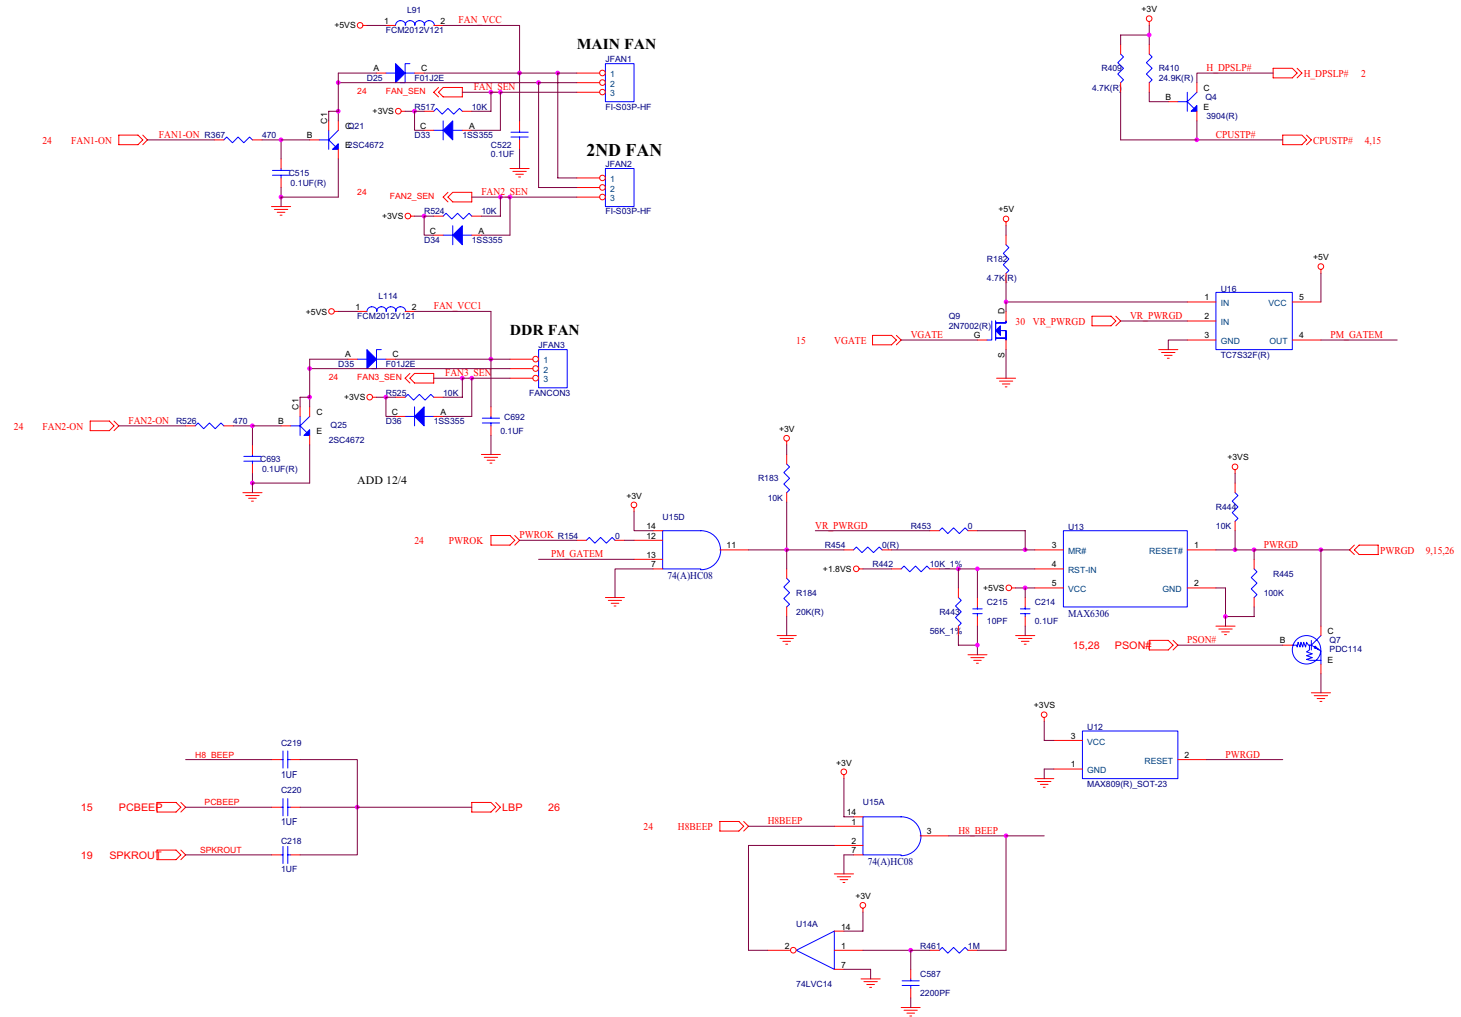 L91
+5VS 1 2 FAN_VCC
FCM2012V121
MAIN FAN
JFAN1
A C
D25 F01J2E
1
2
3
24 FAN_SEN FAN_SEN
FI-S03P-HF
+3VS R517 10K
C A
D33 1SS355
C522
0.1UF
24 FAN1-ON FAN1-ON R367 470 B
C1 C Q21
E 2SC4672
C515
0.1UF(R)
2ND FAN
JFAN2
1
2
3
24 FAN2_SEN FAN2_SEN
FI-S03P-HF
+3VS R524 10K
C A
D34 1SS355
+3V
R409
4.7K(R)
R410
24.9K(R)
H_DPSLP# H_DPSLP# 2
B C E
Q4
3904(R)
CPUSTP# CPUSTP# 4,15
+5V
R182
4.7K(R)
Q9
2N7002(R)
D
G
S
15 VGATE VGATE
30 VR_PWRGD VR_PWRGD
U16
1 IN VCC 5
2 IN
3 GND OUT 4
TC7S32F(R)
+5V
PM_GATEM
L114
+5VS 1 2 FAN_VCC1
FCM2012V121
DDR FAN
JFAN3
A C
D35 F01J2E
1
2
3
24 FAN3_SEN FAN3_SEN
FANCON3
+3VS R525 10K
C A
D36 1SS355
C692
0.1UF
24 FAN2-ON FAN2-ON R526 470 B
C1 C
E
Q25
2SC4672
C693
0.1UF(R)
ADD 12/4
+3V
U15D
14
24 PWROK PWROK R154 0 12
PM_GATEM 13
7
11
74(A)HC08
+3V
R183
10K
R184
20K(R)
VR_PWRGD R453 0
R454 0(R)
+1.8VS R442 10K_1%
+5VS
R443
56K_1%
C215
10PF
C214
0.1UF
U13
3 MR# RESET# 1
4 RST-IN
5 VCC GND 2
MAX6306
+3VS
R444
10K
PWRGD PWRGD 9,15,26
R445
100K
15,28 PSON# PSON# B
C
Q7
PDC114
E
+3VS
U12
3 VCC
RESET 2 PWRGD
1 GND
MAX809(R)_SOT-23
H8_BEEP C219
1UF
15 PCBEEP PCBEEP C220
1UF
LBP 26
19 SPKROUT SPKROUT C218
1UF
+3V
U15A
14
24 H8BEEP H8BEEP 1
2
7
3 H8_BEEP
74(A)HC08
+3V
U14A
14
2 1
7
74LVC14
R461 1M
C587
2200PF